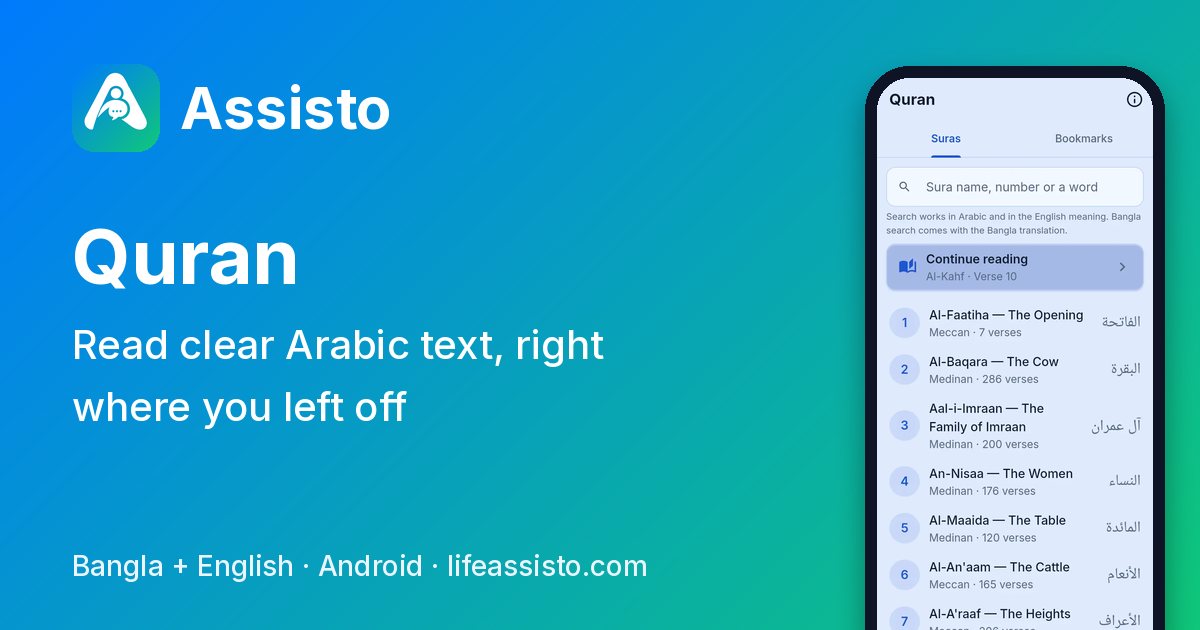 Assisto
Quran
Read clear Arabic text, right
where you left off
Bangla + English · Android · lifeassisto.com
Quran
Suras
Bookmarks
Sura name, number or a word
Search works in Arabic and in the English meaning. Bangla
search comes with the Bangla translation.
Continue reading
Al-Kahf · Verse 10
1
Al-Faatiha — The Opening
Meccan · 7 verses
الفاتحة
2
Al-Baqara — The Cow
Medinan · 286 verses
البقرة
3
Aal-i-Imraan — The
Family of Imraan
Medinan · 200 verses
آل عمران
4
An-Nisaa — The Women
Medinan · 176 verses
النساء
5
Al-Maaida — The Table
Medinan · 120 verses
المائدة
6
Al-An'aam — The Cattle
Meccan · 165 verses
الأنعام
7
Al-A'raaf — The Heights
الأعراف